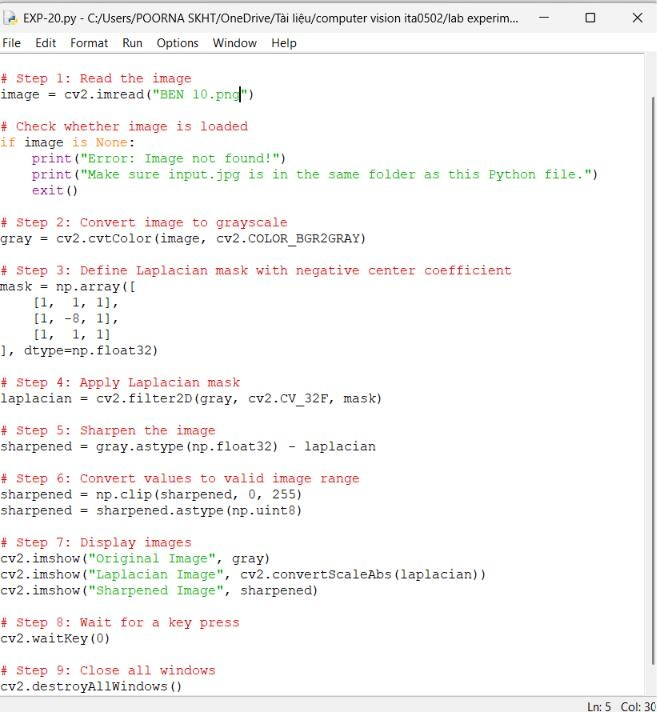 EXP-20.py - C:/Users/POORNA SKHT/OneDrive/Tài liệu/computer vision ita0502/lab experim...
File Edit Format Run Options Window Help
# Step 1: Read the image
image = cv2.imread("BEN 10.png")
# Check whether image is loaded
if image is None:
    print("Error: Image not found!")
    print("Make sure input.jpg is in the same folder as this Python file.")
    exit()
# Step 2: Convert image to grayscale
gray = cv2.cvtColor(image, cv2.COLOR_BGR2GRAY)
# Step 3: Define Laplacian mask with negative center coefficient
mask = np.array([
    [1,  1, 1],
    [1, -8, 1],
    [1,  1, 1]
], dtype=np.float32)
# Step 4: Apply Laplacian mask
laplacian = cv2.filter2D(gray, cv2.CV_32F, mask)
# Step 5: Sharpen the image
sharpened = gray.astype(np.float32) - laplacian
# Step 6: Convert values to valid image range
sharpened = np.clip(sharpened, 0, 255)
sharpened = sharpened.astype(np.uint8)
# Step 7: Display images
cv2.imshow("Original Image", gray)
cv2.imshow("Laplacian Image", cv2.convertScaleAbs(laplacian))
cv2.imshow("Sharpened Image", sharpened)
# Step 8: Wait for a key press
cv2.waitKey(0)
# Step 9: Close all windows
cv2.destroyAllWindows()
Ln: 5 Col: 30